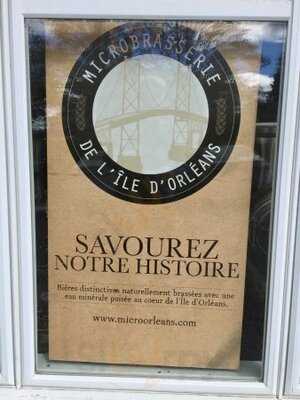 MICROBRASSERIE
DE L'ÎLE D'ORLÉANS
SAVOUREZ
NOTRE HISTOIRE
Bières distinctives naturellement brassées avec une
eau minérale puisée au coeur de l'Île d'Orléans.
www.microorleans.com